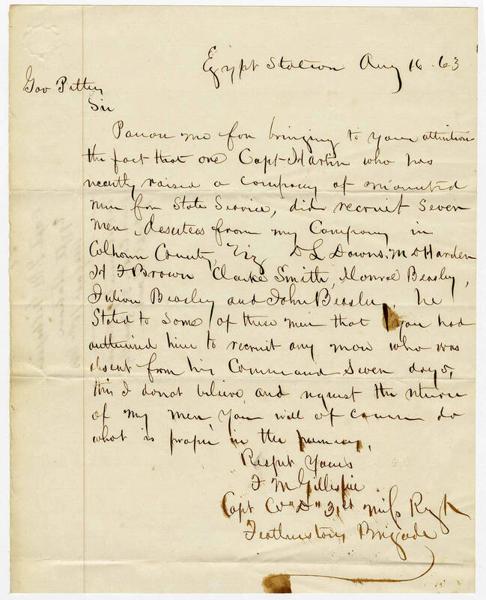 Egypt Station Aug 16 - 63
Gov Pettus
Sir
Pardon me for bringing to your attention
the fact that one Capt Harlin who has
recently raised a company of mounted
men for State Service, did recruit Seven
Men, deserters from my Company in
Calhoun County, Viz D L Downs, M D Harden
H J Brown Clarke Smith, Monroe Beasley,
Julion Beasley and John Beasley, he
Stated to Some of these men that you had
authorized him to recruit any man who was
absent from his Command Seven days,
this I do not believe, and request the return
of my men, You will of course do
what is proper in the premises,
Respt Yours
F M Gillespie
Capt Co "D" 31st Miss Regt
Featherstons Brigade